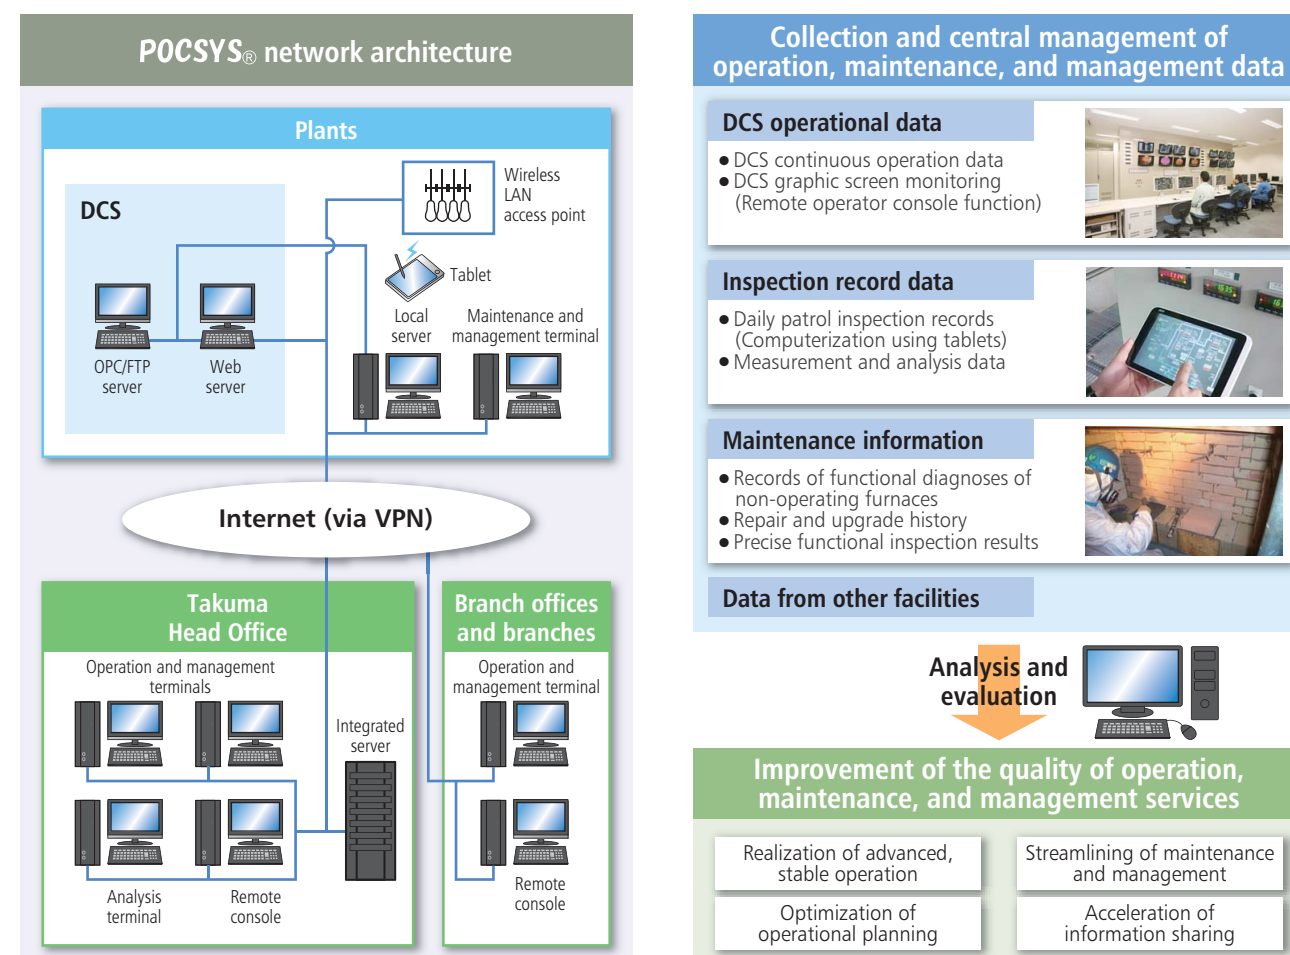 POCSYS® network architecture
Plants
Wireless
LAN
access point
DCS
Tablet
Local
server
Maintenance and
management terminal
OPC/FTP
server
Web
server
Internet (via VPN)
Takuma
Head Office
Operation and management
terminals
Integrated
server
Analysis
terminal
Remote
console
Branch offices
and branches
Operation and
management terminal
Remote
console
Collection and central management of
operation, maintenance, and management data
DCS operational data
● DCS continuous operation data
● DCS graphic screen monitoring
(Remote operator console function)
Inspection record data
● Daily patrol inspection records
(Computerization using tablets)
● Measurement and analysis data
Maintenance information
● Records of functional diagnoses of
non-operating furnaces
● Repair and upgrade history
● Precise functional inspection results
Data from other facilities
Analysis and
evaluation
Improvement of the quality of operation,
maintenance, and management services
Realization of advanced,
stable operation
Streamlining of maintenance
and management
Optimization of
operational planning
Acceleration of
information sharing